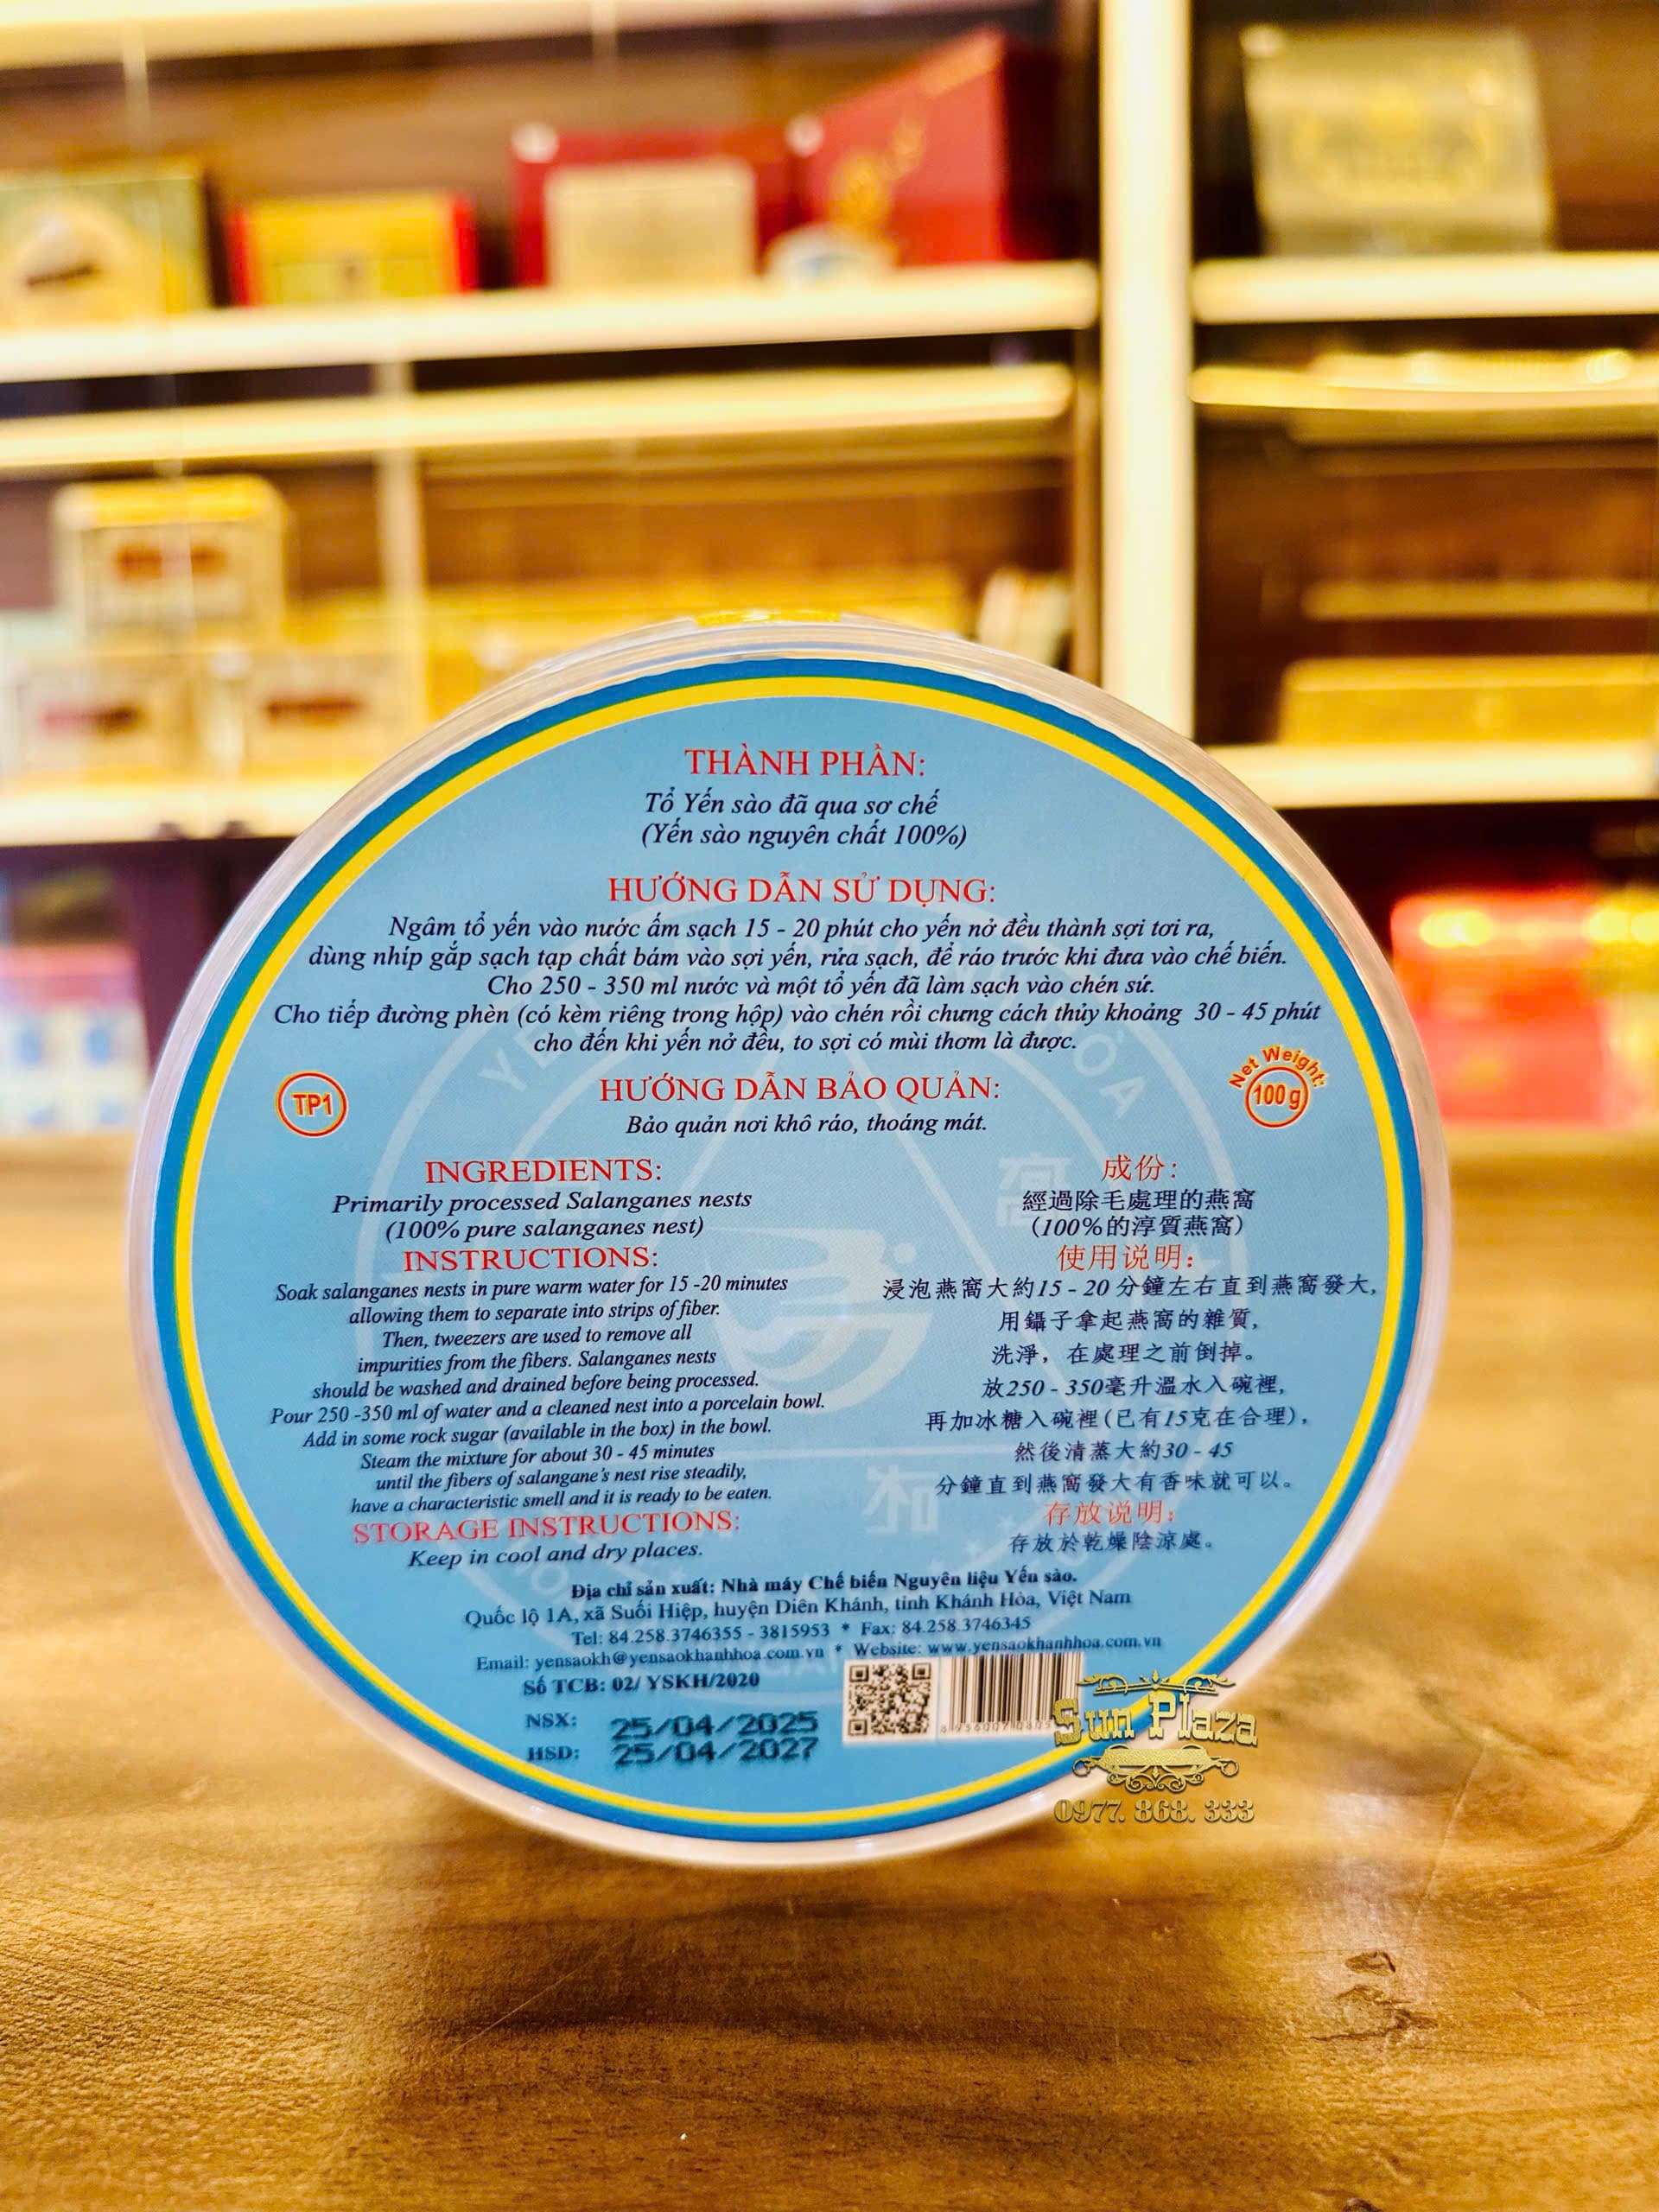 THÀNH PHẦN:
Tổ Yến sào đã qua sơ chế
(Yến sào nguyên chất 100%)
HƯỚNG DẪN SỬ DỤNG:
Ngâm tổ yến vào nước ấm sạch 15 - 20 phút cho yến nở đều thành sợi tơi ra,
dùng nhíp gắp sạch tạp chất bám vào sợi yến, rửa sạch, để ráo trước khi đưa vào chế biến.
Cho 250 - 350 ml nước và một tổ yến đã làm sạch vào chén sứ.
Cho tiếp đường phèn (có kèm riêng trong hộp) vào chén rồi chưng cách thủy khoảng 30 - 45 phút
cho đến khi yến nở đều, to sợi có mùi thơm là được.
TP1
Net Weight:
100 g
HƯỚNG DẪN BẢO QUẢN:
Bảo quản nơi khô ráo, thoáng mát.
INGREDIENTS:
Primarily processed Salanganes nests
(100% pure salanganes nest)
INSTRUCTIONS:
Soak salanganes nests in pure warm water for 15 -20 minutes
allowing them to separate into strips of fiber.
Then, tweezers are used to remove all
impurities from the fibers. Salanganes nests
should be washed and drained before being processed.
Pour 250 -350 ml of water and a cleaned nest into a porcelain bowl.
Add in some rock sugar (available in the box) in the bowl.
Steam the mixture for about 30 - 45 minutes
until the fibers of salangane's nest rise steadily,
have a characteristic smell and it is ready to be eaten.
STORAGE INSTRUCTIONS:
Keep in cool and dry places.
成份:
經過除毛處理的燕窩
(100%的淳質燕窩)
使用说明:
浸泡燕窩大約15 - 20 分鐘左右直到燕窩發大,
用鑷子拿起燕窩的雜質,
洗淨，在處理之前倒掉。
放250 - 350毫升溫水入碗裡,
再加冰糖入碗裡(已有15克在合理),
然後清蒸大約30 - 45
分鐘直到燕窩發大有香味就可以。
存放说明:
存放於乾燥陰涼處。
Địa chỉ sản xuất: Nhà máy Chế biến Nguyên liệu Yến sào.
Quốc lộ 1A, xã Suối Hiệp, huyện Diên Khánh, tỉnh Khánh Hòa, Việt Nam
Tel: 84.258.3746355 - 3815953 * Fax: 84.258.3746345
Email: yensaokh@yensaokhanhhoa.com.vn * Website: www.yensaokhanhhoa.com.vn
Số TCB: 02/ YSKH/2020
NSX: 25/04/2025
HSD: 25/04/2027
Sun Plaza
0977. 868. 333